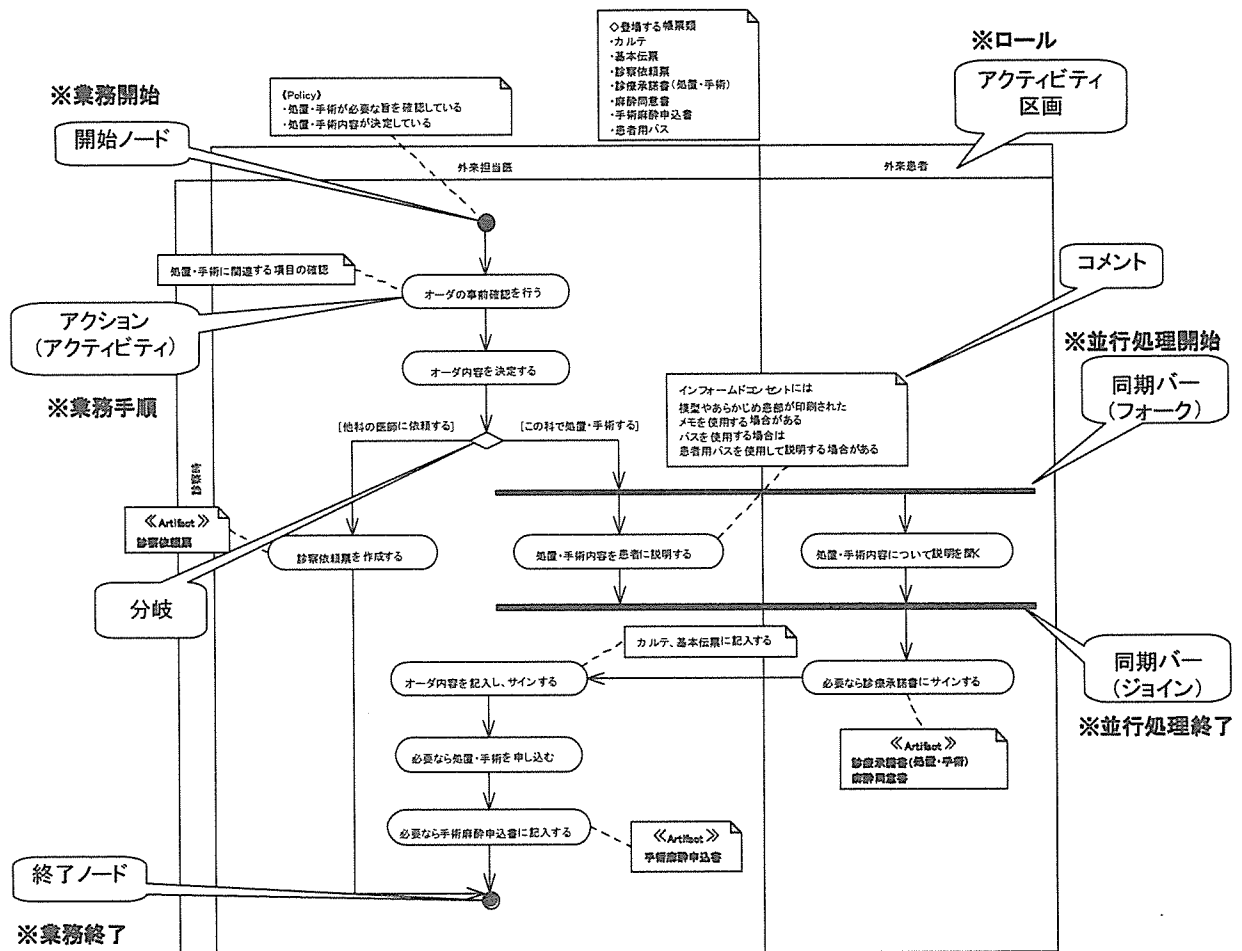 ◇登場する帳票類
・カルテ
・基本伝票
・診察依頼票
・診療承諾書(処置・手術)
・麻酔同意書
・手術麻酔申込書
・患者用パス
※ロール
アクティビティ
区画
※業務開始
開始ノード
《Policy》
・処置・手術が必要な旨を確認している
・処置・手術内容が決定している
外来担当医
外来患者
処置・手術に関連する項目の確認
オーダの事前確認を行う
コメント
アクション
(アクティビティ)
※業務手順
オーダ内容を決定する
※並行処理開始
同期バー
(フォーク)
インフォームドコンセントには
模型やあらかじめ患部が印刷された
メモを使用する場合がある
パスを使用する場合は
患者用パスを使用して説明する場合がある
[他科の医師に依頼する]
[この科で処置・手術する]
診察時
≪Artifact≫
診察依頼票
診察依頼票を作成する
処置・手術内容を患者に説明する
処置・手術内容について説明を聞く
分岐
カルテ、基本伝票に記入する
オーダ内容を記入し、サインする
必要なら診療承諾書にサインする
同期バー
(ジョイン)
※並行処理終了
≪Artifact≫
診療承諾書(処置・手術)
麻酔同意書
必要なら処置・手術を申し込む
必要なら手術麻酔申込書に記入する
≪Artifact≫
手術麻酔申込書
終了ノード
※業務終了